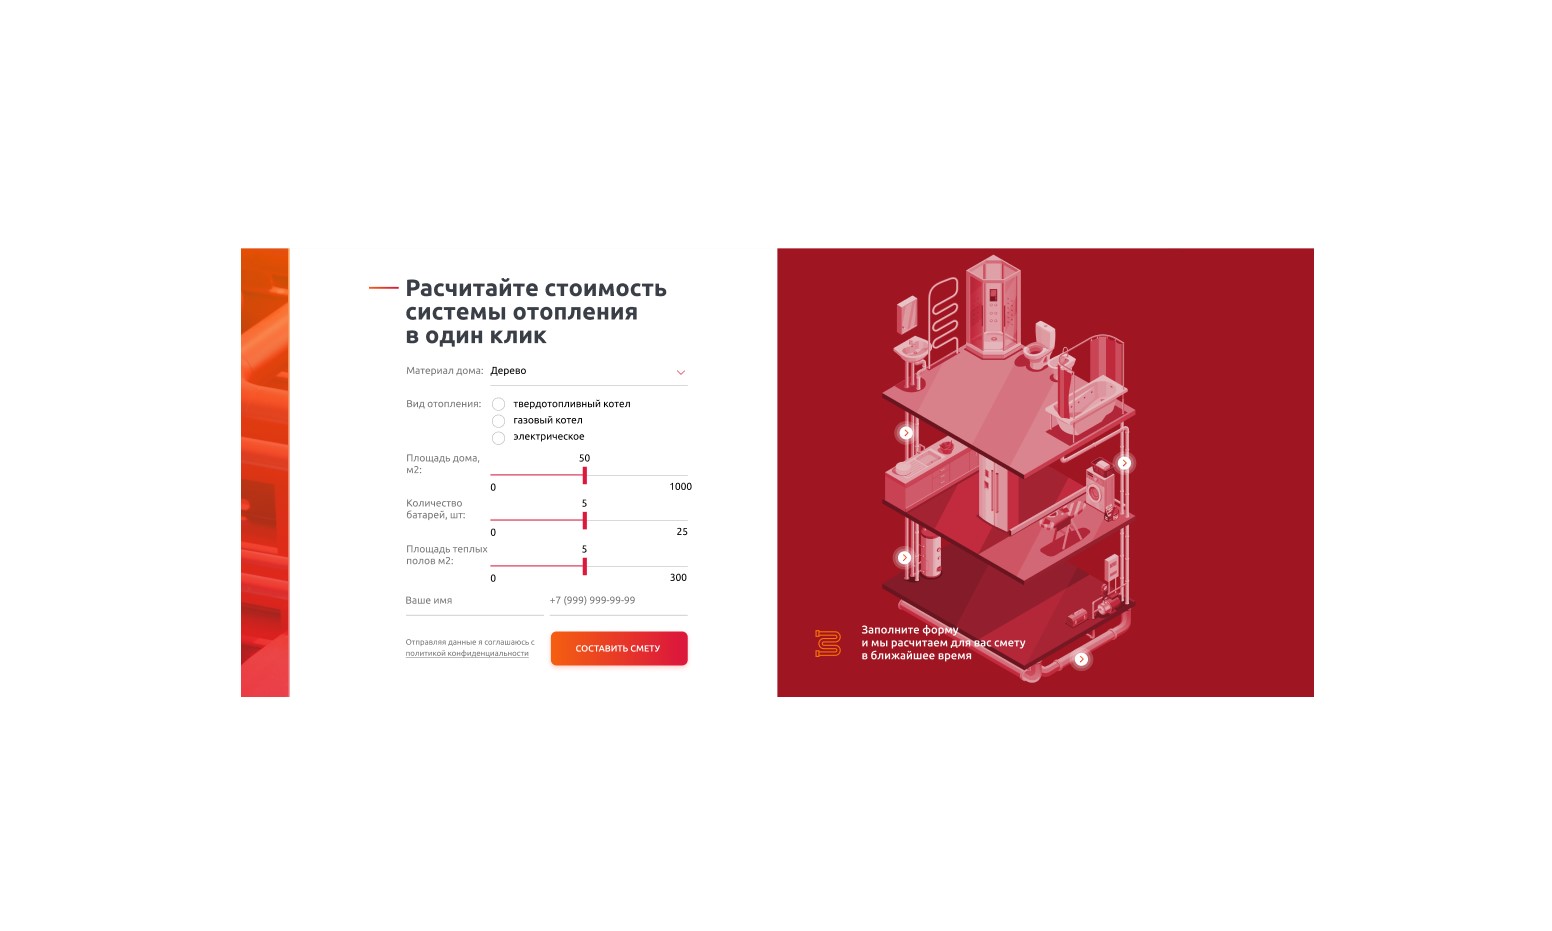 Расчитайте стоимость
системы отопления
в один клик
Материал дома: Дерево
Вид отопления: твердотопливный котел
газовый котел
электрическое
Площадь дома,
м2:
50
0
1000
Количество
батарей, шт:
5
0
25
Площадь теплых
полов м2:
5
0
300
Ваше имя
+7 (999) 999-99-99
Отправляя данные я соглашаюсь с
политикой конфиденциальности
СОСТАВИТЬ СМЕТУ
Заполните форму
и мы расчитаем для вас смету
в ближайшее время